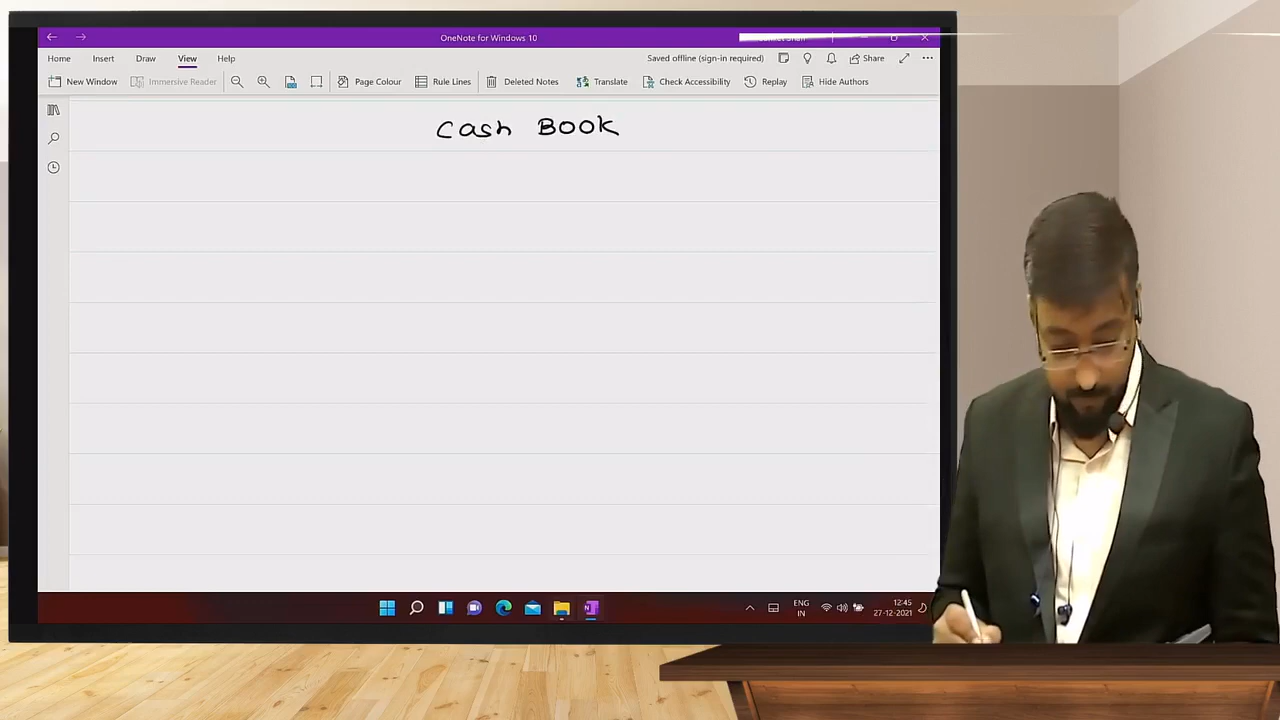 OneNote for Windows 10
Home Insert Draw View Help Saved offline (sign-in required) Share
New Window Immersive Reader Page Colour Rule Lines Deleted Notes Translate Check Accessibility Replay Hide Authors
Cash Book
ENG
IN
12:45
27-12-2021